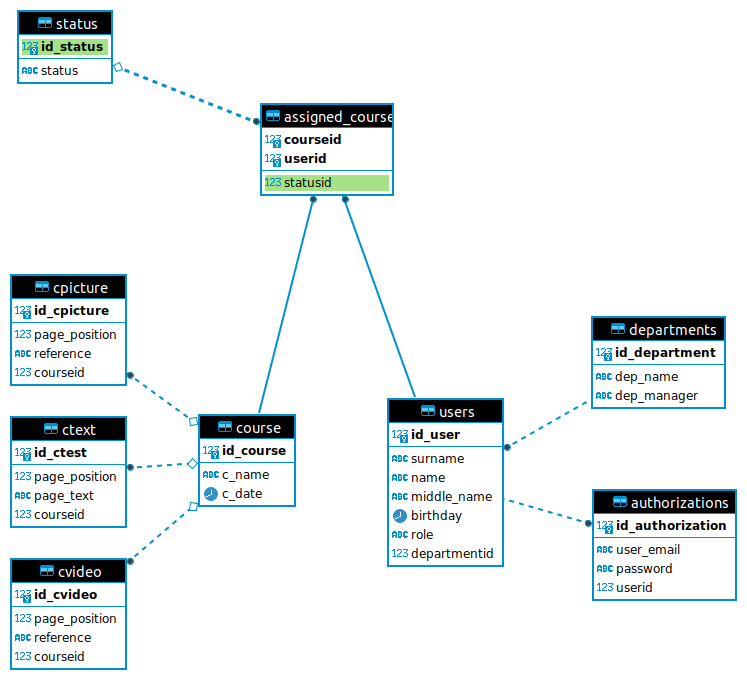 status
123 id_status
ABC status
assigned_course
123 courseid
123 userid
123 statusid
cpicture
123 id_cpicture
123 page_position
ABC reference
123 courseid
ctext
123 id_ctest
123 page_position
ABC page_text
123 courseid
cvideo
123 id_cvideo
123 page_position
ABC reference
123 courseid
course
123 id_course
ABC c_name
c_date
users
123 id_user
ABC surname
ABC name
ABC middle_name
birthday
ABC role
123 departmentid
departments
123 id_department
ABC dep_name
ABC dep_manager
authorizations
123 id_authorization
ABC user_email
ABC password
123 userid